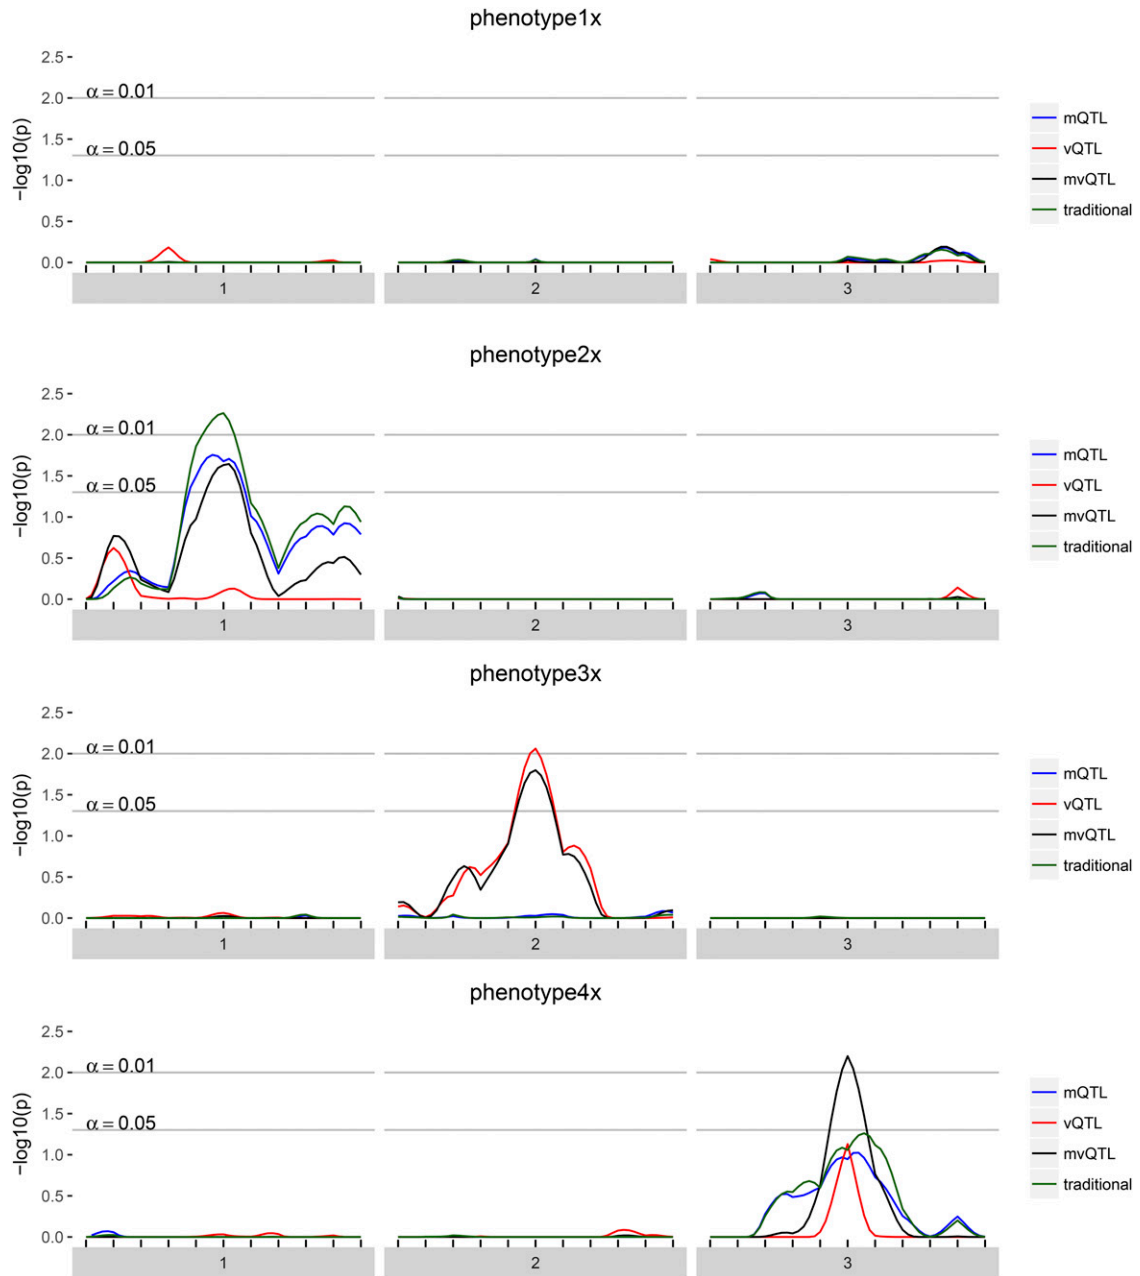 phenotype1x
2.5
α = 0.01
2.0
mQTL
1.5
α = 0.05
vQTL
−log10(p)
1.0
mvQTL
0.5
traditional
0.0
1 2 3
phenotype2x
2.5
α = 0.01
2.0
mQTL
1.5
α = 0.05
vQTL
−log10(p)
1.0
mvQTL
0.5
traditional
0.0
1 2 3
phenotype3x
2.5
α = 0.01
2.0
mQTL
1.5
α = 0.05
vQTL
−log10(p)
1.0
mvQTL
0.5
traditional
0.0
1 2 3
phenotype4x
2.5
α = 0.01
2.0
mQTL
1.5
α = 0.05
vQTL
−log10(p)
1.0
mvQTL
0.5
traditional
0.0
1 2 3